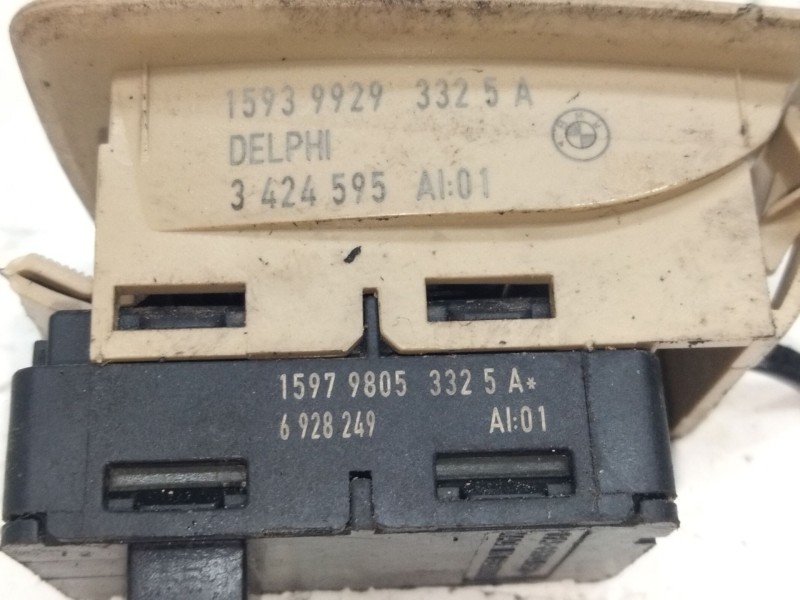 1593 9929 332 5 A
DELPHI
3 424 595 AI:01
1597 9805 332 5 A*
6 928 249 AI:01